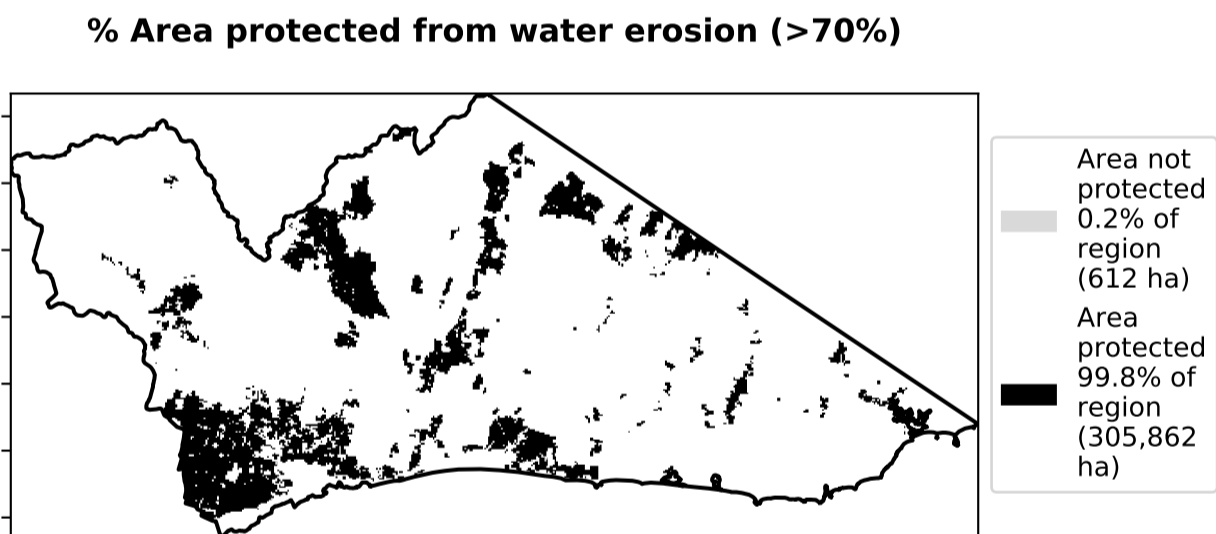 % Area protected from water erosion (>70%)
Area not
protected
0.2% of
region
(612 ha)
Area
protected
99.8% of
region
(305,862
ha)